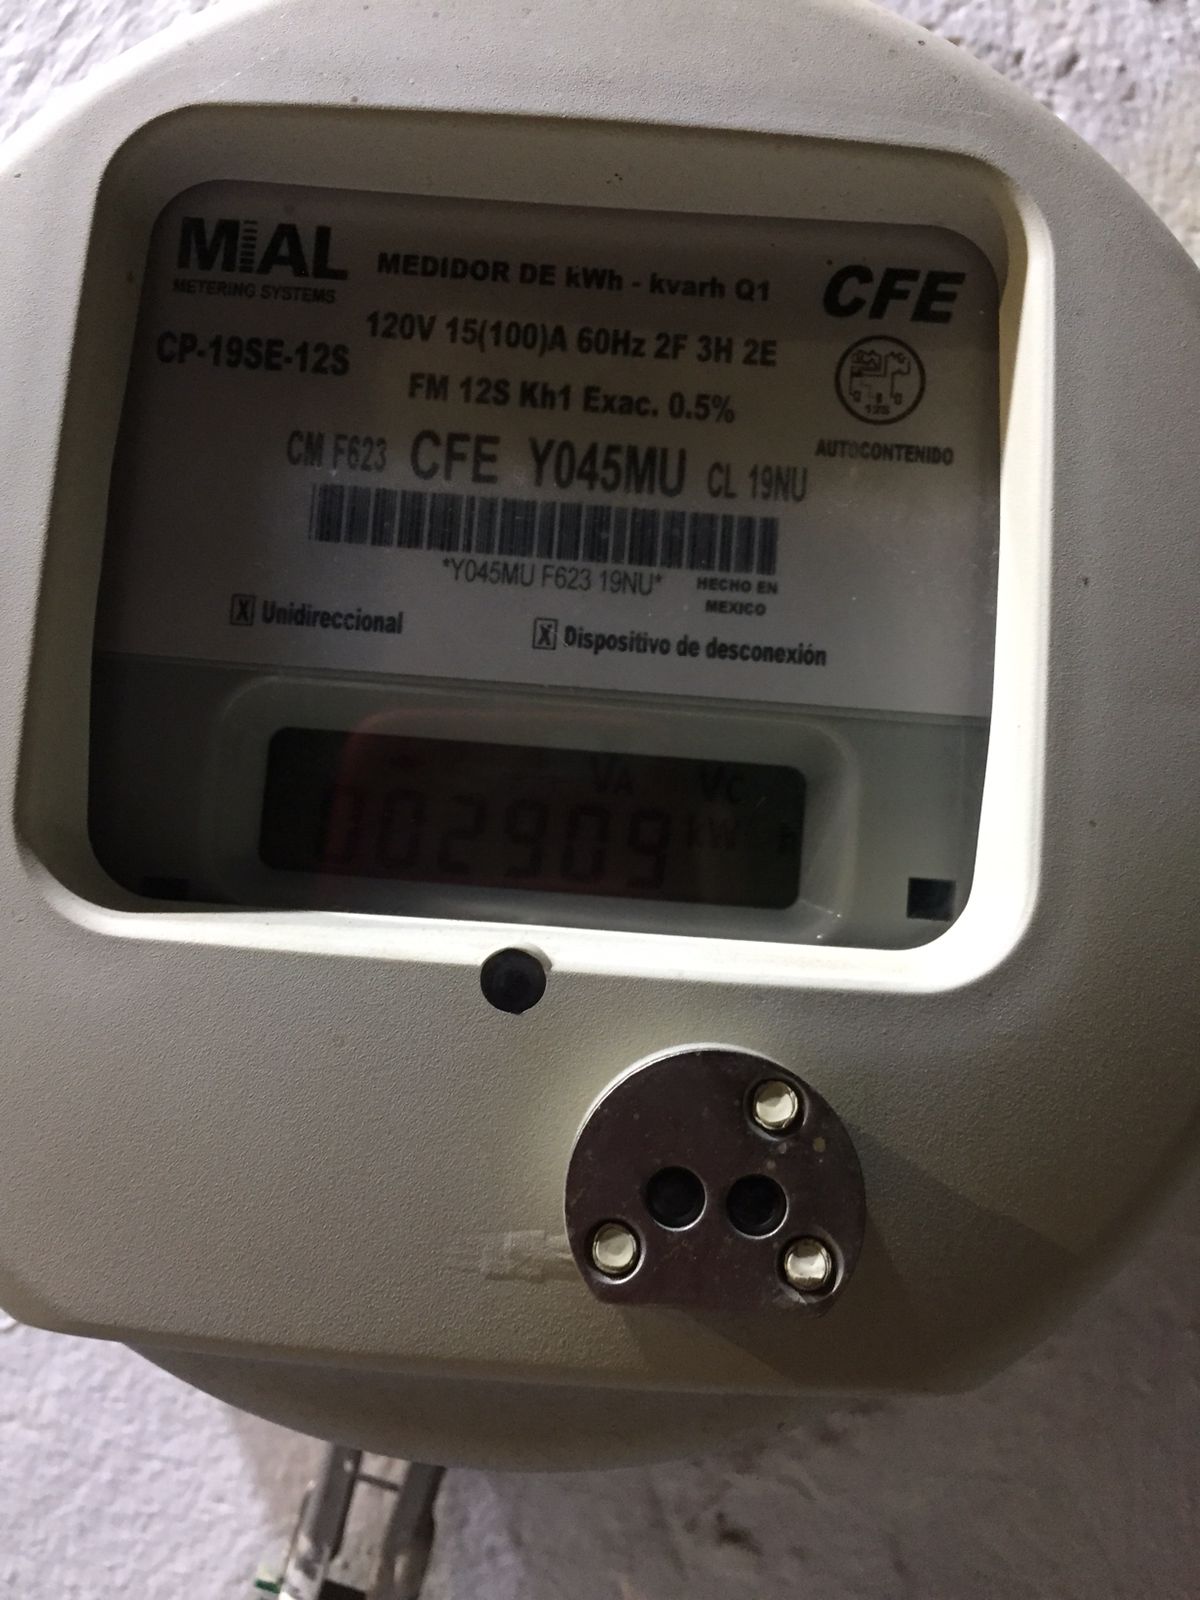 MIAL
METERING SYSTEMS
MEDIDOR DE kWh - kvarh Q1
CFE
CP-19SE-12S
120V 15(100)A 60Hz 2F 3H 2E
FM 12S Kh1 Exac. 0.5%
12S
AUTOCONTENIDO
CM F623 CFE Y045MU CL 19NU
*Y045MU F623 19NU*
HECHO EN
MEXICO
X Unidireccional
X Dispositivo de desconexión
VA VC
002909